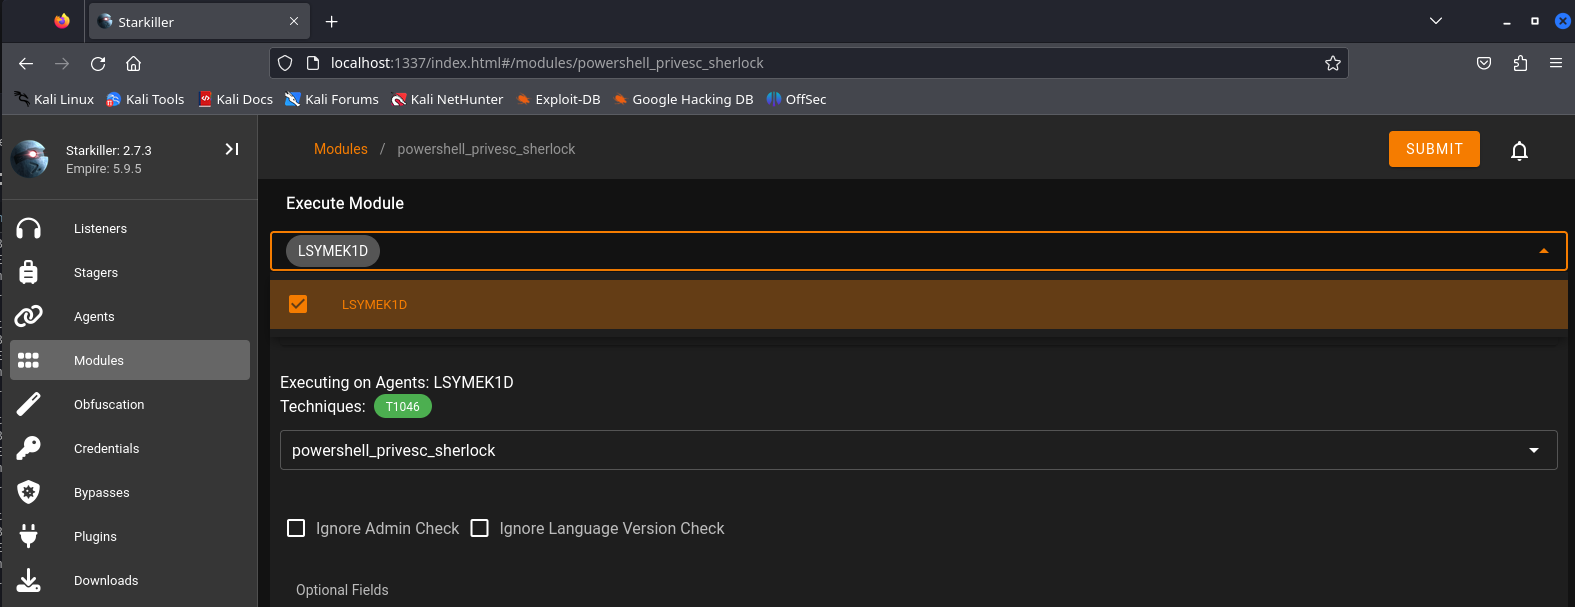 Starkiller
localhost:1337/index.html#/modules/powershell_privesc_sherlock
Kali Linux Kali Tools Kali Docs Kali Forums Kali NetHunter Exploit-DB Google Hacking DB OffSec
Starkiller: 2.7.3
Empire: 5.9.5
Listeners
Stagers
Agents
Modules
Obfuscation
Credentials
Bypasses
Plugins
Downloads
Modules / powershell_privesc_sherlock
SUBMIT
Execute Module
LSYMEK1D
LSYMEK1D
Executing on Agents: LSYMEK1D
Techniques: T1046
powershell_privesc_sherlock
Ignore Admin Check Ignore Language Version Check
Optional Fields